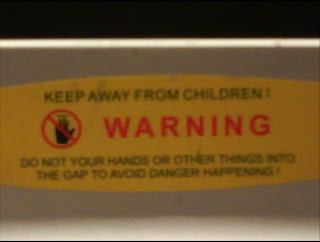 KEEP AWAY FROM CHILDREN !
WARNING
DO NOT YOUR HANDS OR OTHER THINGS INTO
THE GAP TO AVOID DANGER HAPPENING !